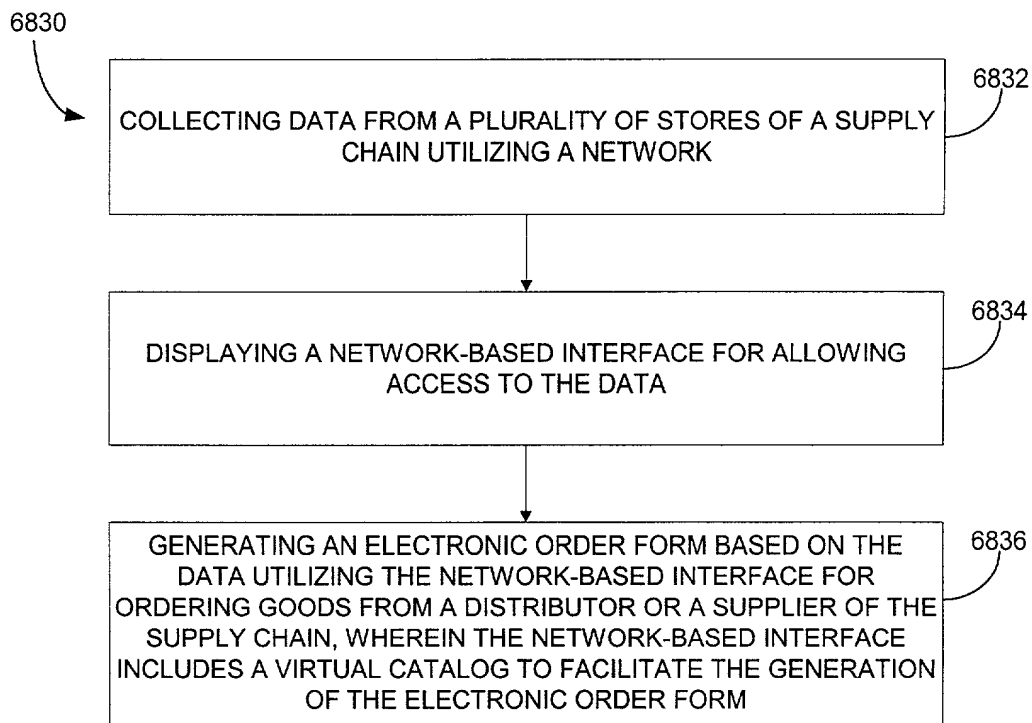 6830
6832
COLLECTING DATA FROM A PLURALITY OF STORES OF A SUPPLY
CHAIN UTILIZING A NETWORK
6834
DISPLAYING A NETWORK-BASED INTERFACE FOR ALLOWING
ACCESS TO THE DATA
6836
GENERATING AN ELECTRONIC ORDER FORM BASED ON THE
DATA UTILIZING THE NETWORK-BASED INTERFACE FOR
ORDERING GOODS FROM A DISTRIBUTOR OR A SUPPLIER OF THE
SUPPLY CHAIN, WHEREIN THE NETWORK-BASED INTERFACE
INCLUDES A VIRTUAL CATALOG TO FACILITATE THE GENERATION
OF THE ELECTRONIC ORDER FORM